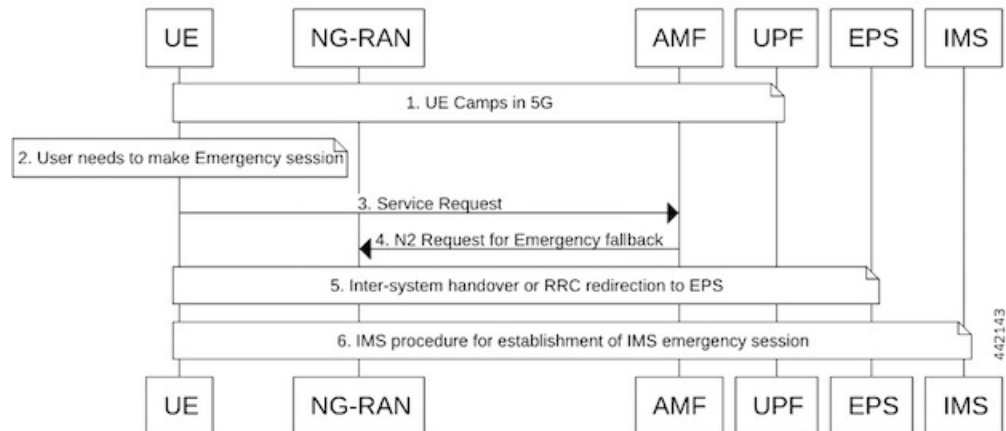 UE NG-RAN AMF UPF EPS IMS
1. UE Camps in 5G
2. User needs to make Emergency session
3. Service Request
4. N2 Request for Emergency fallback
5. Inter-system handover or RRC redirection to EPS
6. IMS procedure for establishment of IMS emergency session
442143
UE NG-RAN AMF UPF EPS IMS